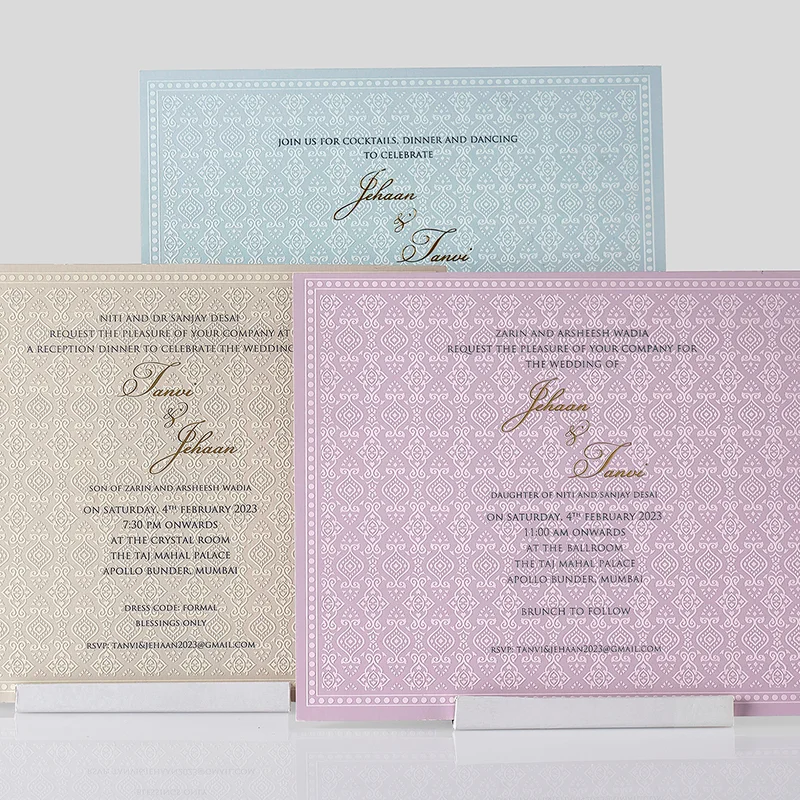 JOIN US FOR COCKTAILS, DINNER AND DANCING
TO CELEBRATE
Jehaan
&
Tanvi
NITI AND DR SANJAY DESAI
REQUEST THE PLEASURE OF YOUR COMPANY AT
A RECEPTION DINNER TO CELEBRATE THE WEDDING
Tanvi
&
Jehaan
SON OF ZARIN AND ARSHEESH WADIA
ON SATURDAY, 4TH FEBRUARY 2023
7:30 PM ONWARDS
AT THE CRYSTAL ROOM
THE TAJ MAHAL PALACE
APOLLO BUNDER, MUMBAI
DRESS CODE: FORMAL
BLESSINGS ONLY
RSVP: TANVI&JEHAAN2023@GMAIL.COM
ZARIN AND ARSHEESH WADIA
REQUEST THE PLEASURE OF YOUR COMPANY FOR
THE WEDDING OF
Jehaan
&
Tanvi
DAUGHTER OF NITI AND SANJAY DESAI
ON SATURDAY, 4TH FEBRUARY 2023
11:00 AM ONWARDS
AT THE BALLROOM
THE TAJ MAHAL PALACE
APOLLO BUNDER, MUMBAI
BRUNCH TO FOLLOW
RSVP: TANVI&JEHAAN2023@GMAIL.COM